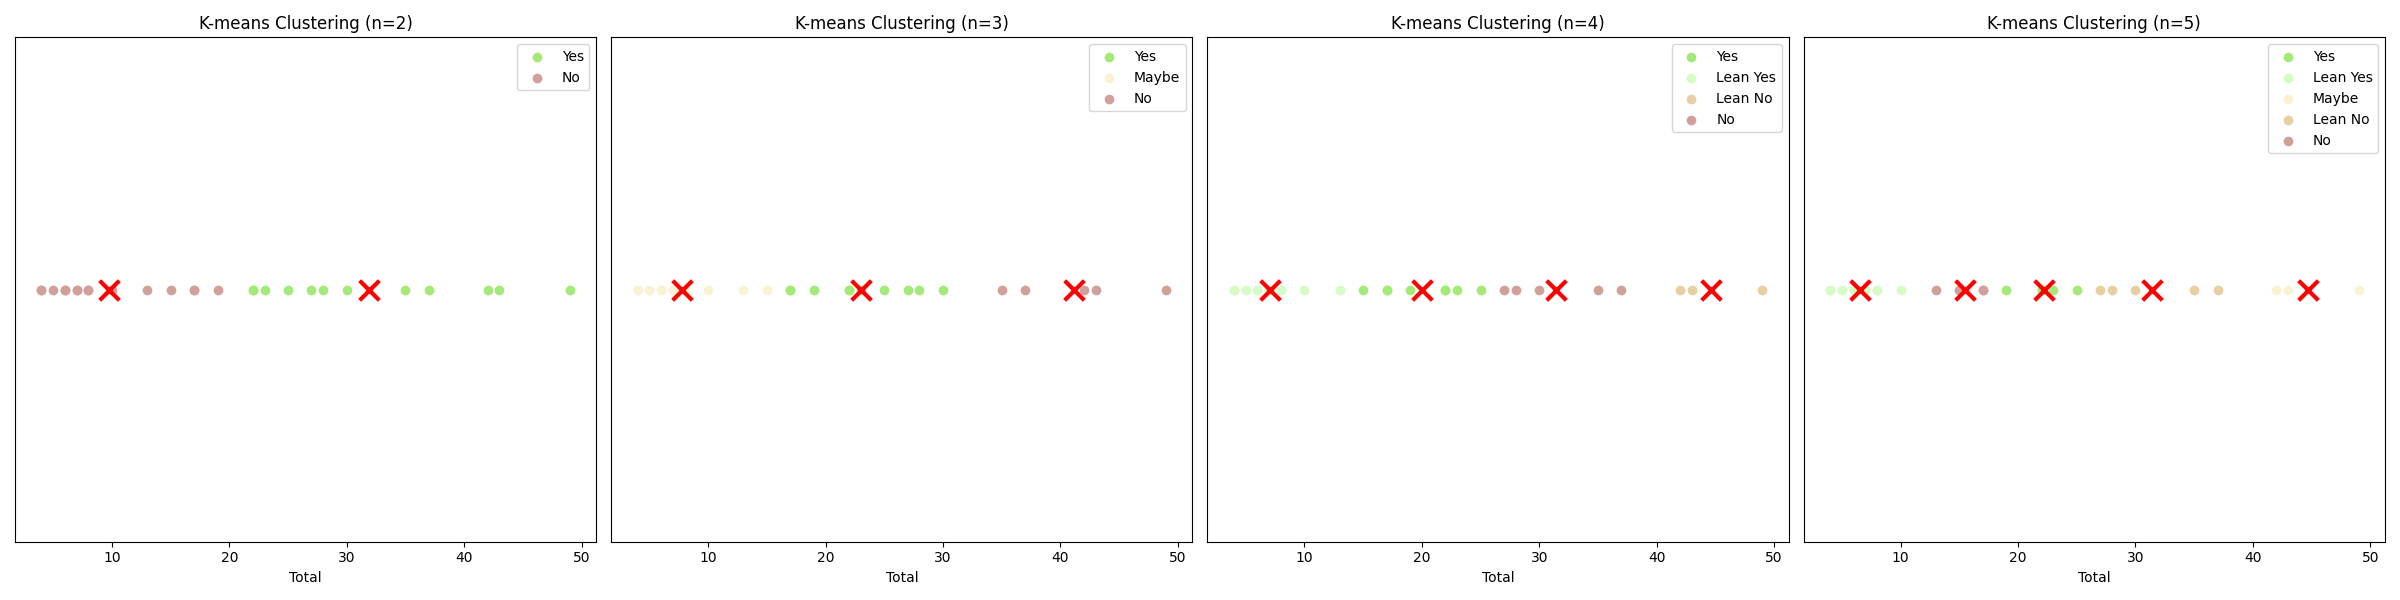 K-means Clustering (n=2)
Yes
No
10 20 30 40 50
Total
K-means Clustering (n=3)
Yes
Maybe
No
10 20 30 40 50
Total
K-means Clustering (n=4)
Yes
Lean Yes
Lean No
No
10 20 30 40 50
Total
K-means Clustering (n=5)
Yes
Lean Yes
Maybe
Lean No
No
10 20 30 40 50
Total